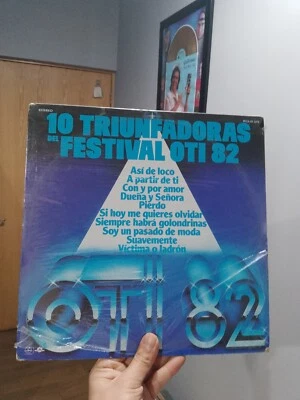 10 TRIUNFADORAS
DEL FESTIVAL OTI 82
Así de loco
A partir de ti
Con y por amor
Dueña y Señora
Pierdo
Si hoy me quieres olvidar
Siempre habrá golondrinas
Soy un pasado de moda
Suavemente
Víctima o ladrón
OTI 82